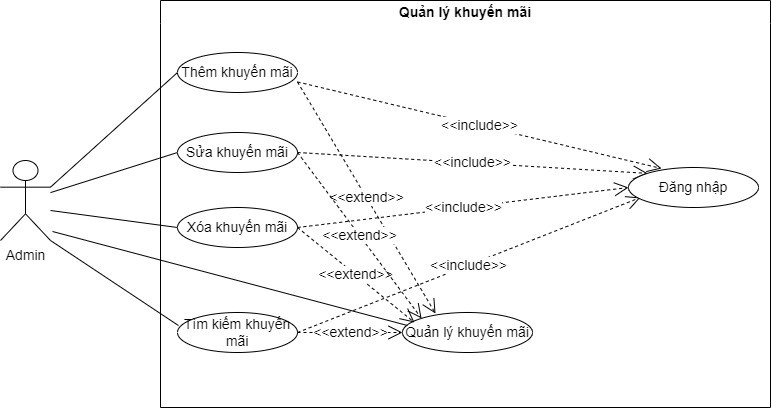 Quản lý khuyến mãi
Thêm khuyến mãi
<<include>>
Sửa khuyến mãi
<<include>>
Đăng nhập
<<extend>>
<<include>>
Xóa khuyến mãi
<<extend>>
Admin
<<include>>
<<extend>>
Tìm kiếm khuyến
mãi
<<extend>>
Quản lý khuyến mãi